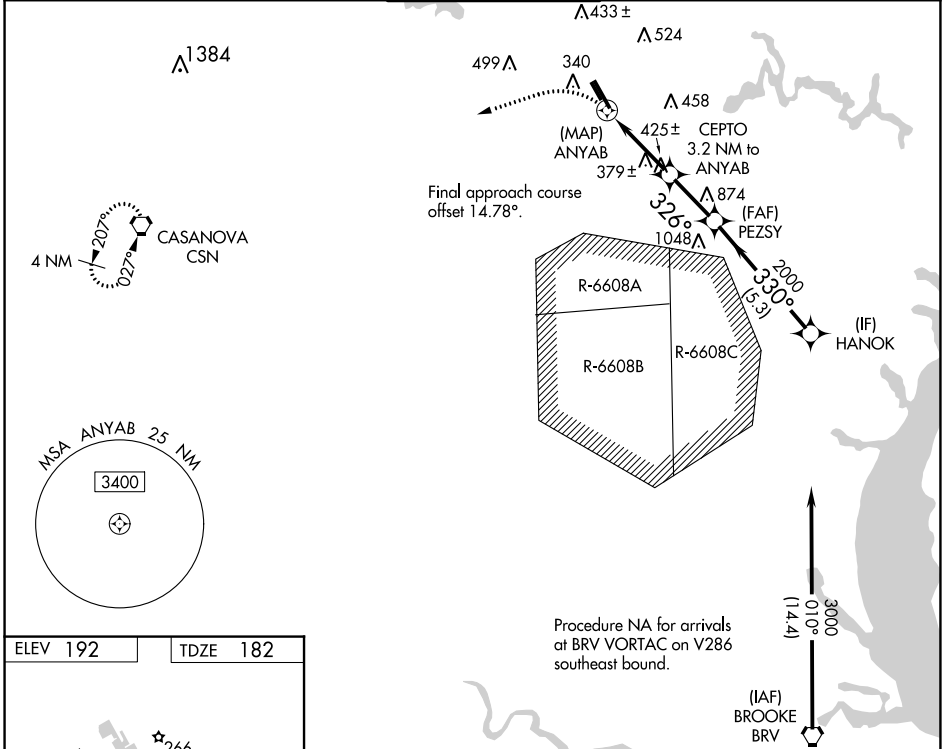 433 ±
524
1384
499
340
458
(MAP)
ANYAB
425 ±
CEPTO
3.2 NM to
ANYAB
379 ±
Final approach course
offset 14.78°.
874
326°
(FAF)
PEZSY
1048
207°
027°
4 NM
CASANOVA
CSN
2000
330°
(5.3)
(IF)
HANOK
R-6608A
R-6608B
R-6608C
MSA ANYAB 25 NM
3400
3000
010°
(14.4)
Procedure NA for arrivals
at BRV VORTAC on V286
southeast bound.
ELEV 192
TDZE 182
(IAF)
BROOKE
BRV
266